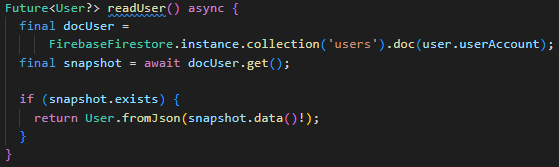 Future<User?> readUser() async {
  final docUser =
      FirebaseFirestore.instance.collection('users').doc(user.userAccount);
  final snapshot = await docUser.get();

  if (snapshot.exists) {
    return User.fromJson(snapshot.data()!);
  }
}